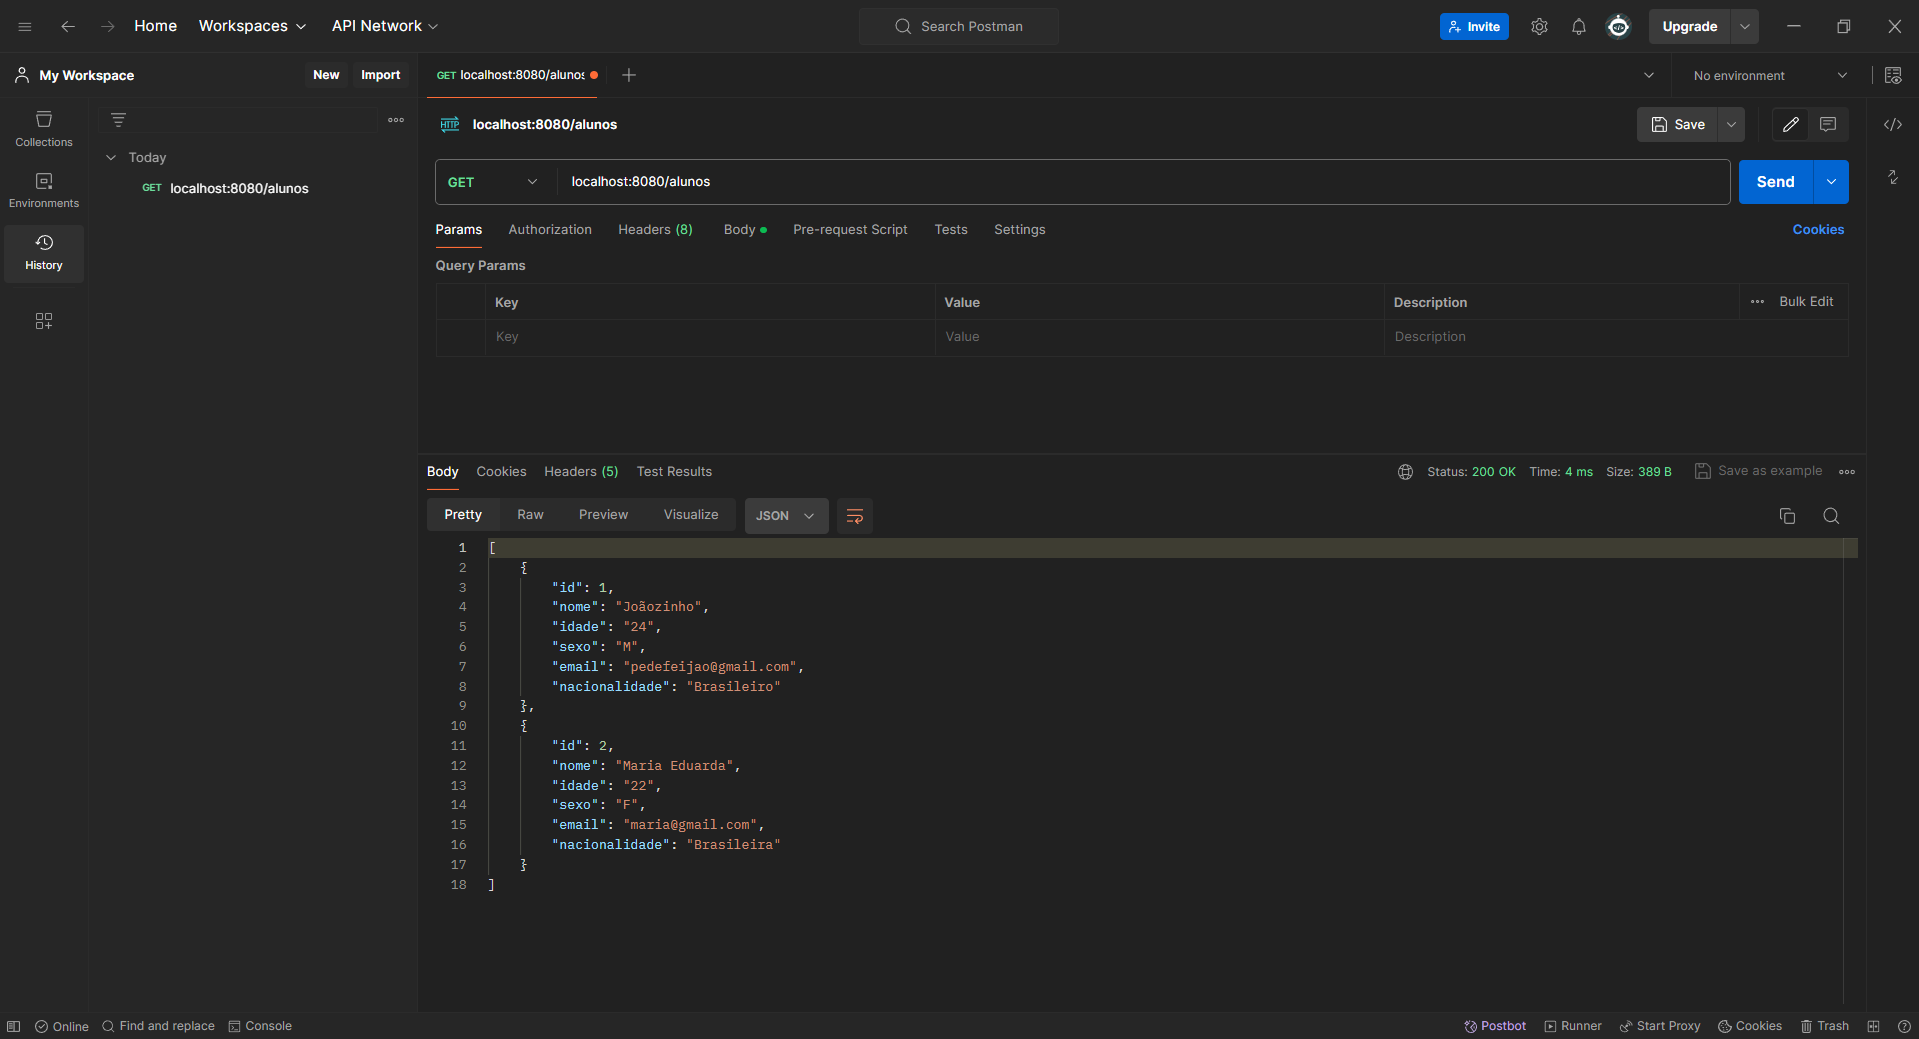 Home Workspaces API Network Search Postman Invite Upgrade
My Workspace New Import GET localhost:8080/alunos No environment
Collections
Environments
History
Today
GET localhost:8080/alunos
HTTP localhost:8080/alunos Save
GET localhost:8080/alunos Send
Params Authorization Headers (8) Body Pre-request Script Tests Settings Cookies
Query Params
Key Value Description Bulk Edit
Key Value Description
Body Cookies Headers (5) Test Results Status: 200 OK Time: 4 ms Size: 389 B Save as example
Pretty Raw Preview Visualize JSON
1 [
2 {
3 "id": 1,
4 "nome": "Joãozinho",
5 "idade": "24",
6 "sexo": "M",
7 "email": "pedefeijao@gmail.com",
8 "nacionalidade": "Brasileiro"
9 },
10 {
11 "id": 2,
12 "nome": "Maria Eduarda",
13 "idade": "22",
14 "sexo": "F",
15 "email": "maria@gmail.com",
16 "nacionalidade": "Brasileira"
17 }
18 ]
Online Find and replace Console Postbot Runner Start Proxy Cookies Trash